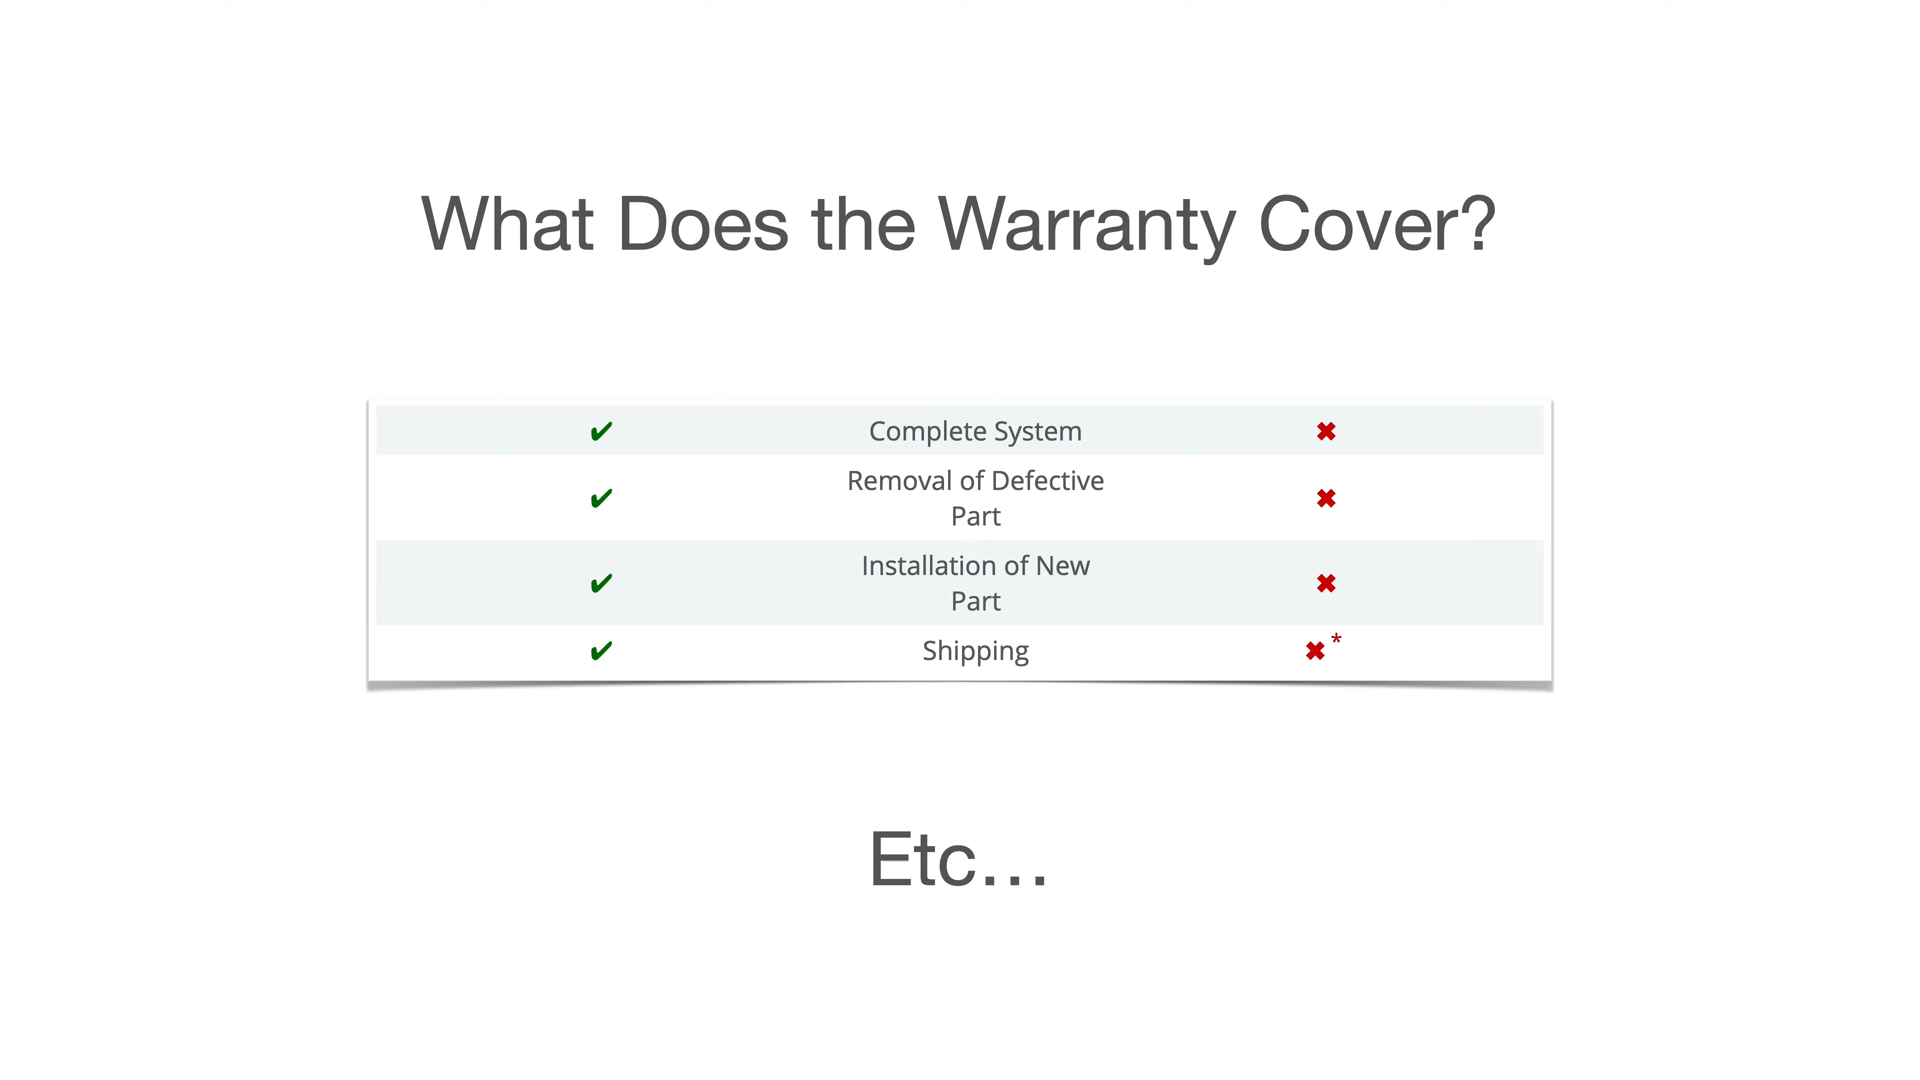 What Does the Warranty Cover?
✔ Complete System ✖
✔ Removal of Defective ✖
Part
✔ Installation of New ✖
Part
✔ Shipping ✖*
Etc…